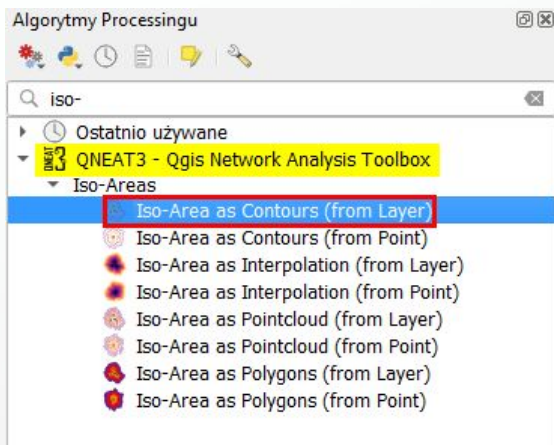 Algorytmy Processingu
iso-
Ostatnio używane
QNEAT3 - Qgis Network Analysis Toolbox
Iso-Areas
Iso-Area as Contours (from Layer)
Iso-Area as Contours (from Point)
Iso-Area as Interpolation (from Layer)
Iso-Area as Interpolation (from Point)
Iso-Area as Pointcloud (from Layer)
Iso-Area as Pointcloud (from Point)
Iso-Area as Polygons (from Layer)
Iso-Area as Polygons (from Point)